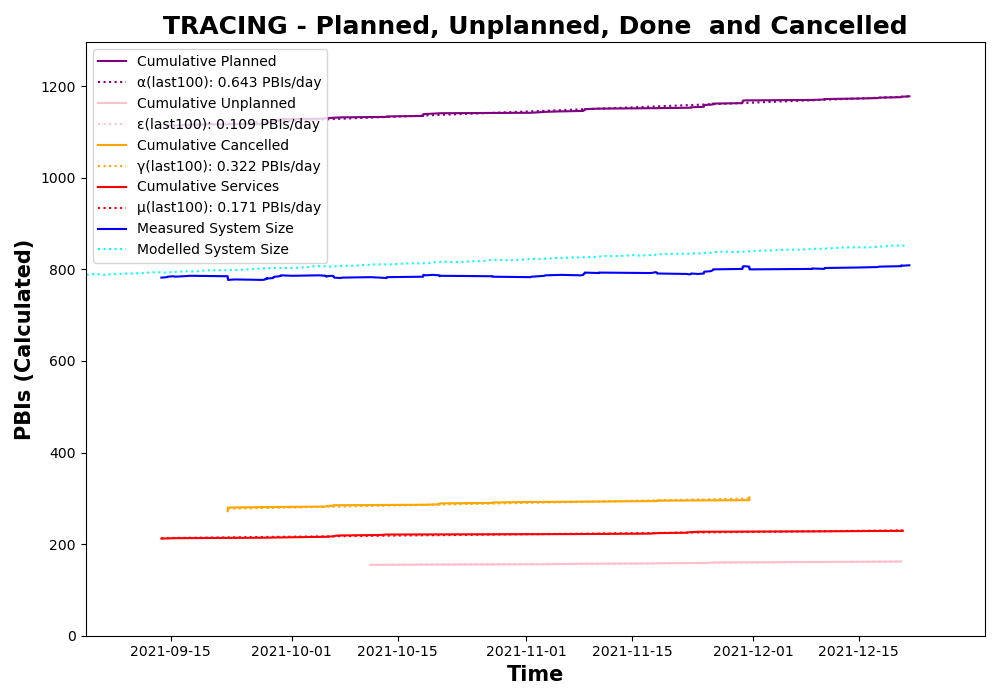 TRACING - Planned, Unplanned, Done  and Cancelled
PBIs (Calculated)
1200
1000
800
600
400
200
0
Cumulative Planned
α(last100): 0.643 PBIs/day
Cumulative Unplanned
ε(last100): 0.109 PBIs/day
Cumulative Cancelled
γ(last100): 0.322 PBIs/day
Cumulative Services
μ(last100): 0.171 PBIs/day
Measured System Size
Modelled System Size
2021-09-15 2021-10-01 2021-10-15 2021-11-01 2021-11-15 2021-12-01 2021-12-15
Time